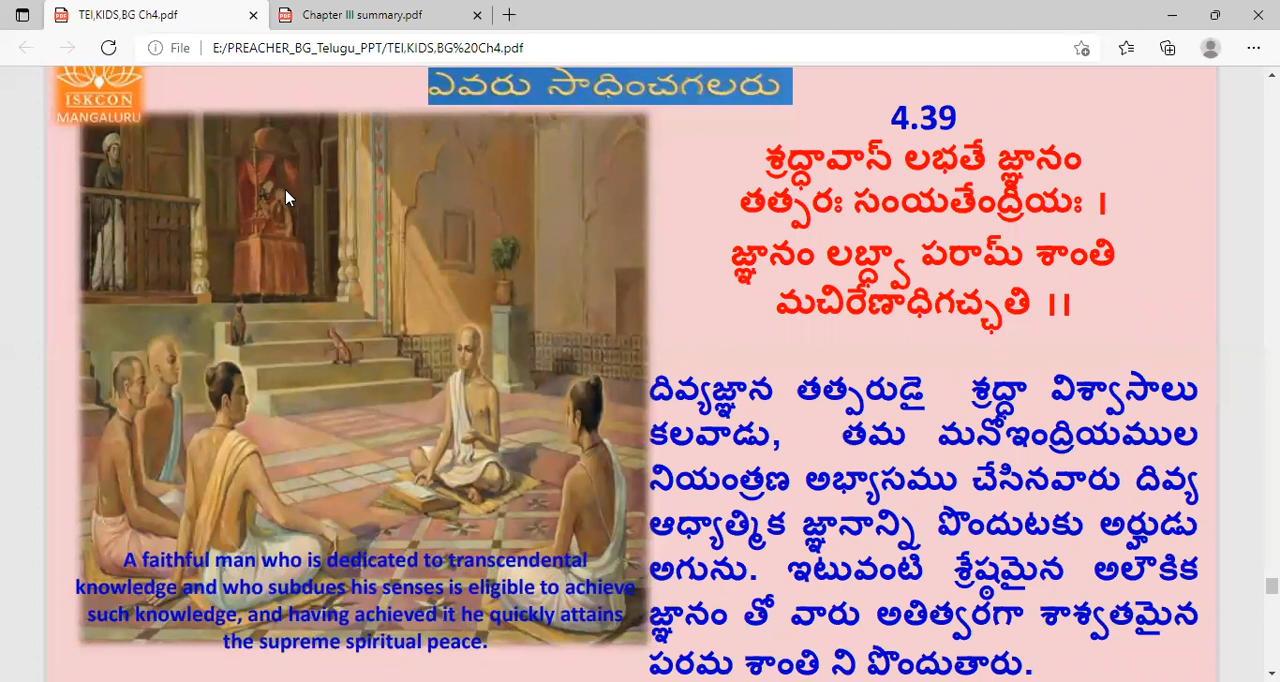 TEI,KIDS,BG Ch4.pdf
Chapter III summary.pdf
File
E:/PREACHER_BG_Telugu_PPT/TEI,KIDS,BG%20Ch4.pdf
ISKCON
MANGALURU
ఎవరు సాధించగలరు
4.39
శ్రద్ధావాస్ లభతే జ్ఞానం
తత్పరః సంయతేంద్రియః ।
జ్ఞానం లబ్ధ్వా పరామ్ శాంతి
మచిరేణాధిగచ్ఛతి ।।
దివ్యజ్ఞాన తత్పరుడై శ్రద్ధా విశ్వాసాలు
కలవాడు, తమ మనోఇంద్రియముల
నియంత్రణ అభ్యాసము చేసినవారు దివ్య
ఆధ్యాత్మిక జ్ఞానాన్ని పొందుటకు అర్హుడు
అగును. ఇటువంటి శ్రేష్ఠమైన అలౌకిక
జ్ఞానం తో వారు అతిత్వరగా శాశ్వతమైన
పరమ శాంతి ని పొందుతారు.
A faithful man who is dedicated to transcendental
knowledge and who subdues his senses is eligible to achieve
such knowledge, and having achieved it he quickly attains
the supreme spiritual peace.